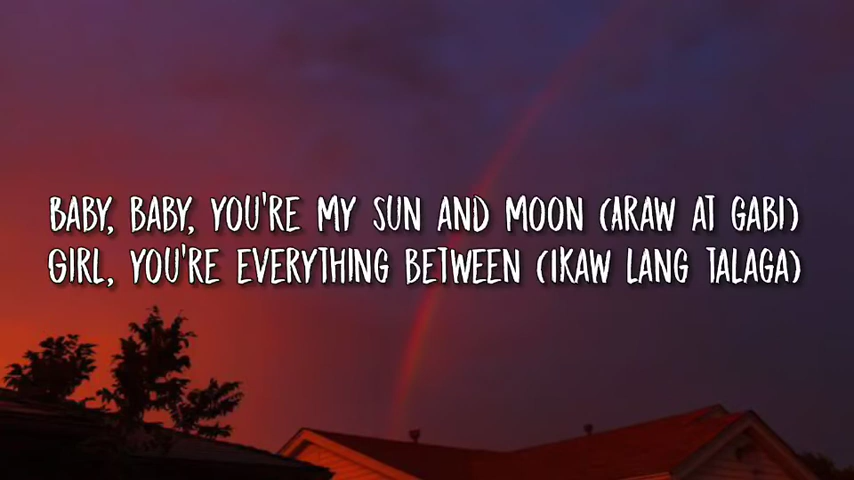 BABY, BABY, YOU'RE MY SUN AND MOON (ARAW AT GABI)
GIRL, YOU'RE EVERYTHING BETWEEN (IKAW LANG TALAGA)